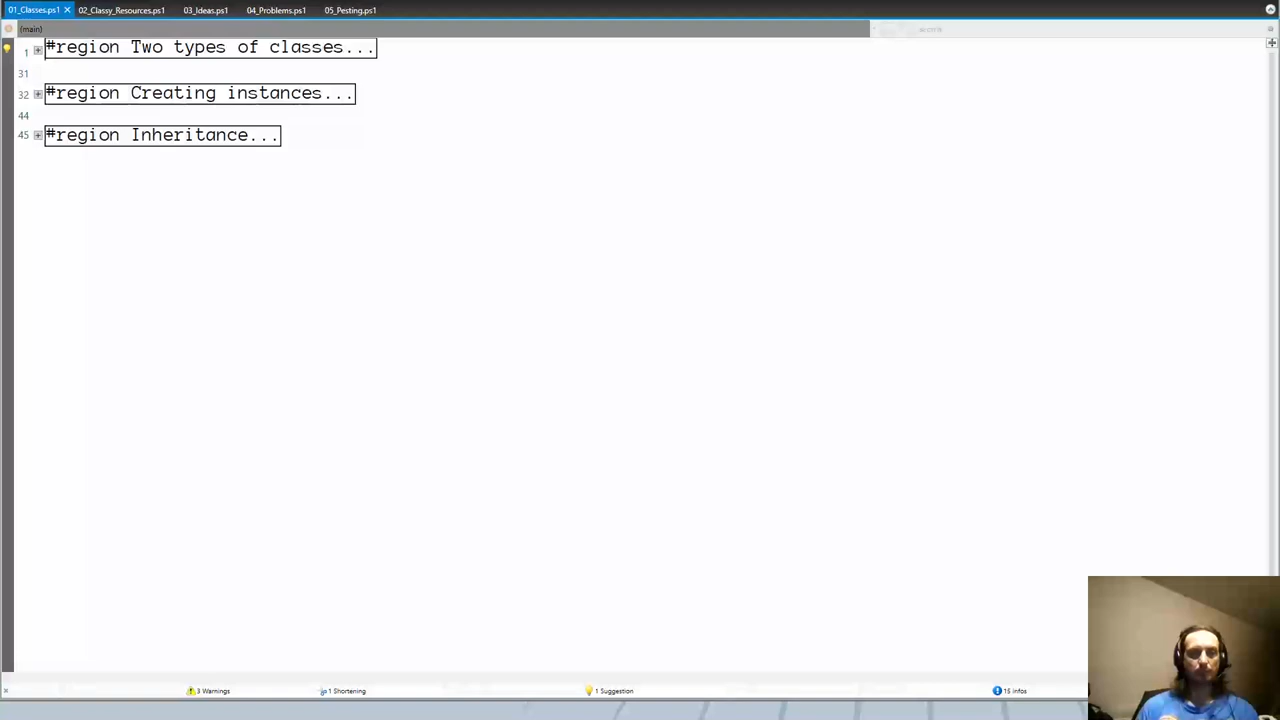 01_Classes.ps1 02_Classy_Resources.ps1 03_Ideas.ps1 04_Problems.ps1 05_Pesting.ps1
(main)
1 #region Two types of classes...
31
32 #region Creating instances...
44
45 #region Inheritance...
3 Warnings 1 Shortening 1 Suggestion 15 infos